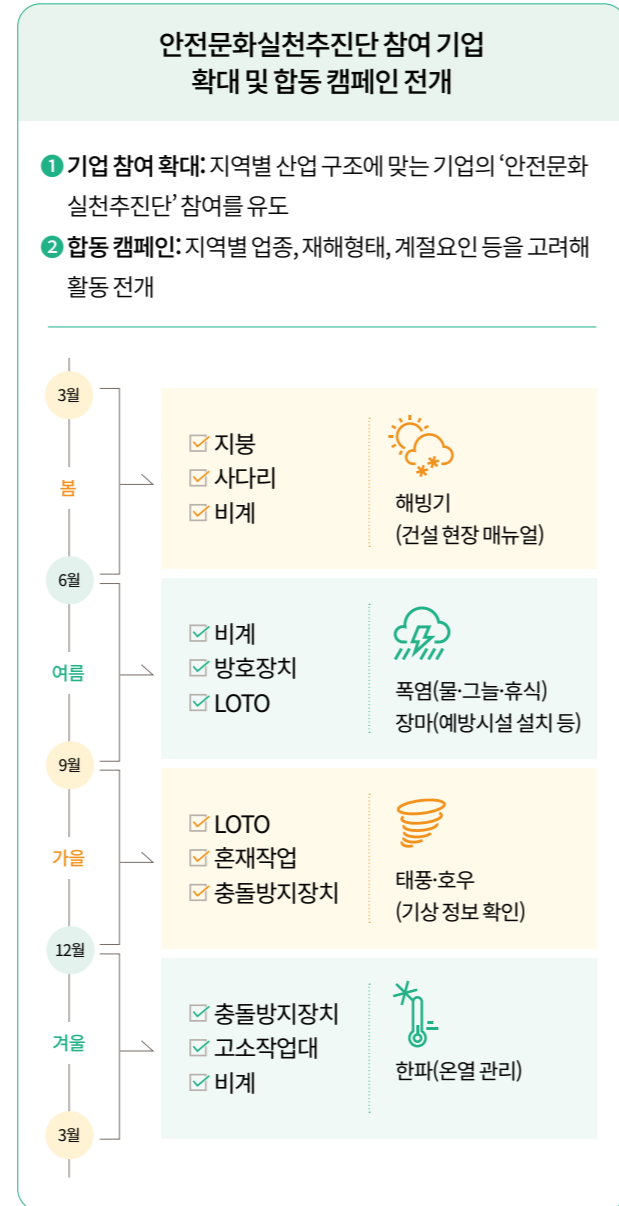 안전문화실천추진단 참여 기업
확대 및 합동 캠페인 전개
1 기업 참여 확대: 지역별 산업 구조에 맞는 기업의 ‘안전문화
실천추진단’ 참여를 유도
2 합동 캠페인: 지역별 업종, 재해형태, 계절요인 등을 고려해
활동 전개
3월
봄
지붕
사다리
비계
해빙기
(건설 현장 매뉴얼)
6월
여름
비계
방호장치
LOTO
폭염(물·그늘·휴식)
장마(예방시설 설치 등)
9월
가을
LOTO
혼재작업
충돌방지장치
태풍·호우
(기상 정보 확인)
12월
겨울
충돌방지장치
고소작업대
비계
한파(온열 관리)
3월